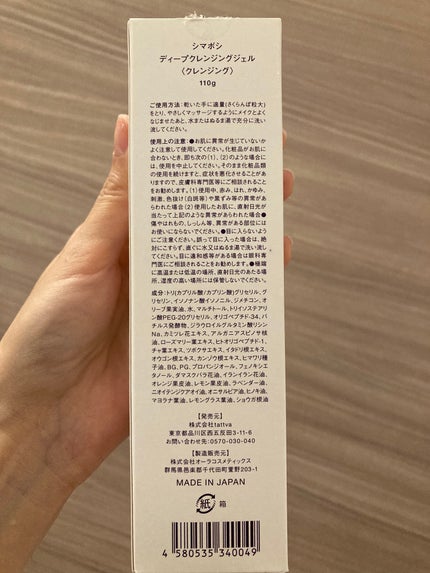 シマボシ
ディープクレンジングジェル
〈クレンジング〉
110g
ご使用方法：乾いた手に適量（さくらんぼ粒大）
をとり、やさしくマッサージするようにメイクとよく
なじませたあと、水またはぬるま湯で充分に洗い
流してください。
使用上の注意：●お肌に異常が生じていないか
よく注意して使用してください。化粧品がお肌に
合わないとき、即ち次の（1）、（2）のような場合に
は、使用を中止してください。そのまま化粧品類
の使用を続けますと、症状を悪化させることがあ
りますので、皮膚科専門医等にご相談されること
をお勧めします。（1）使用中、赤み、はれ、かゆみ、
刺激、色抜け（白斑等）や黒ずみ等の異常があら
われた場合（2）使用したお肌に、直射日光が
当たって上記のような異常があらわれた場合●
傷やはれもの、しっしん等、異常がある部位には
お使いにならないでください。●目に入らないよう
にご注意ください。誤って目に入った場合は、絶
対にこすらず、直ぐに水又はぬるま湯で洗い流し
てください。目に違和感等がある場合は眼科専
門医にご相談されることをお勧めします。●極端
に高温または低温の場所、直射日光のあたる場
所、湿度の高い場所には保管しないでください。
成分：トリ（カプリル酸/カプリン酸）グリセリル、グ
リセリン、イソノナン酸イソノニル、ジメチコン、オ
リーブ果実油、水、マルチトール、トリイソステアリ
ン酸PEG-20グリセリル、オリゴペプチド-34、
バチルス発酵物、ジラウロイルグルタミン酸リシン
Na、カミツレ花エキス、アルガニアスピノサ核
油、ローズマリー葉エキス、ヒトオリゴペプチド-1、
チャ葉エキス、ツボクサエキス、イタドリ根エキス、
オウゴン根エキス、カンゾウ根エキス、ヒマワリ種
子油、BG、PG、プロパンジオール、フェノキシエ
タノール、ダマスクバラ花油、イランイラン花油、
オレンジ果皮油、レモン果皮油、ラベンダー油、
ニオイテンジクアオイ油、オニサルビア油、ヒノキ油、
マヨラナ葉油、レモングラス葉油、ショウガ根油
【発売元】
株式会社tattva
東京都品川区西五反田3-11-6
お問い合わせ先：0570-030-040
【製造販売元】
株式会社オーラコスメティックス
群馬県邑楽郡千代田町萱野203-1
MADE IN JAPAN
紙 箱
4 580535 340049